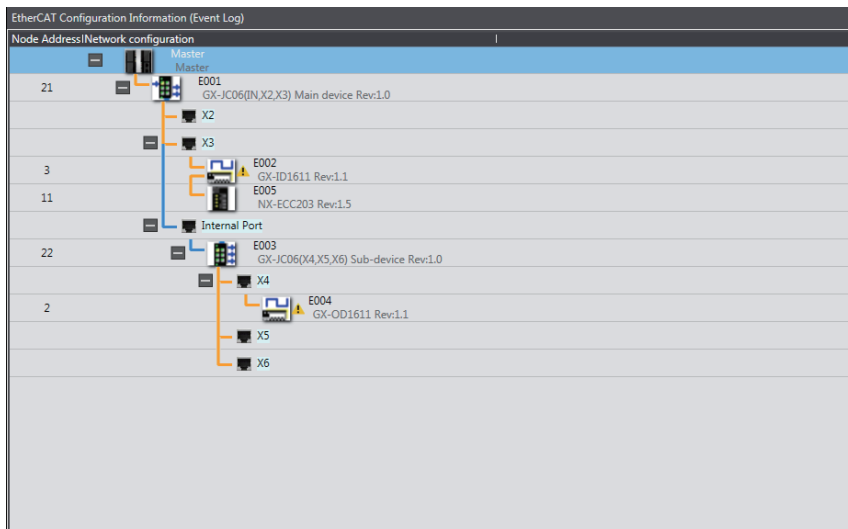 EtherCAT Configuration Information (Event Log)
Node Address|Network configuration
Master
Master
21 E001
GX-JC06(IN,X2,X3) Main device Rev:1.0
X2
X3
3 E002
GX-ID1611 Rev:1.1
11 E005
NX-ECC203 Rev:1.5
Internal Port
22 E003
GX-JC06(X4,X5,X6) Sub-device Rev:1.0
X4
2 E004
GX-OD1611 Rev:1.1
X5
X6